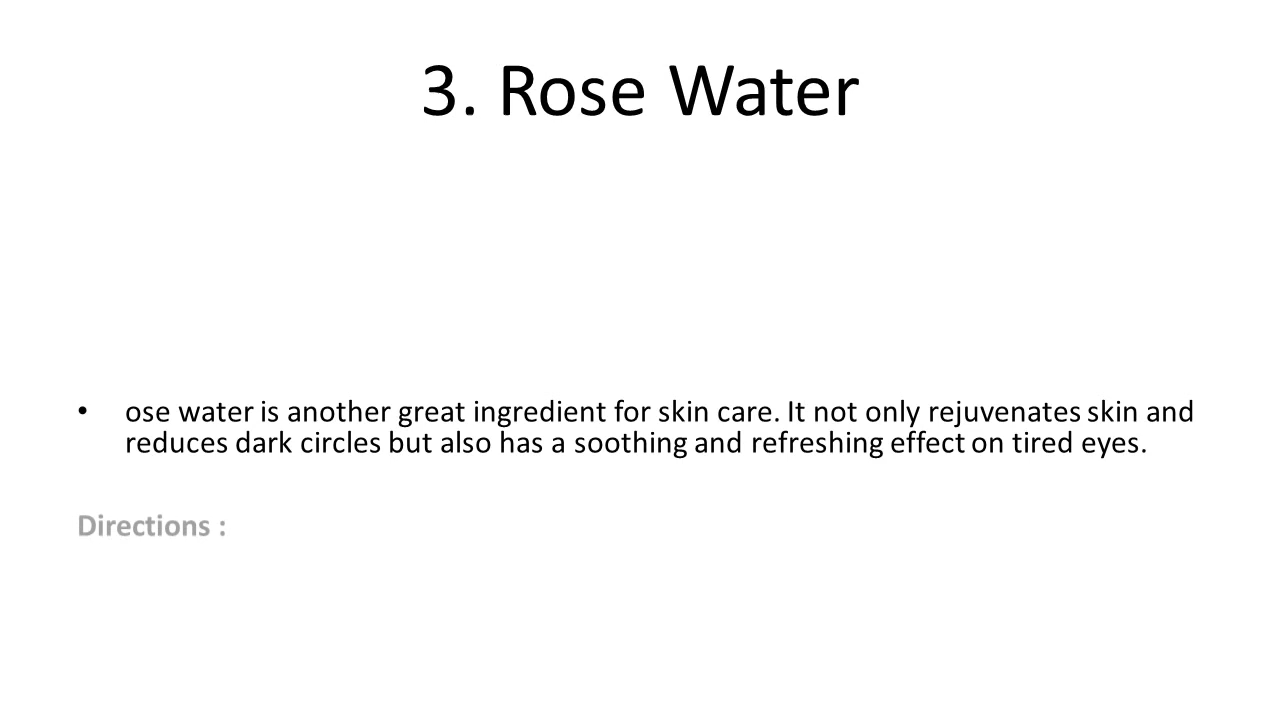 3. Rose Water
• ose water is another great ingredient for skin care. It not only rejuvenates skin and
reduces dark circles but also has a soothing and refreshing effect on tired eyes.
Directions :